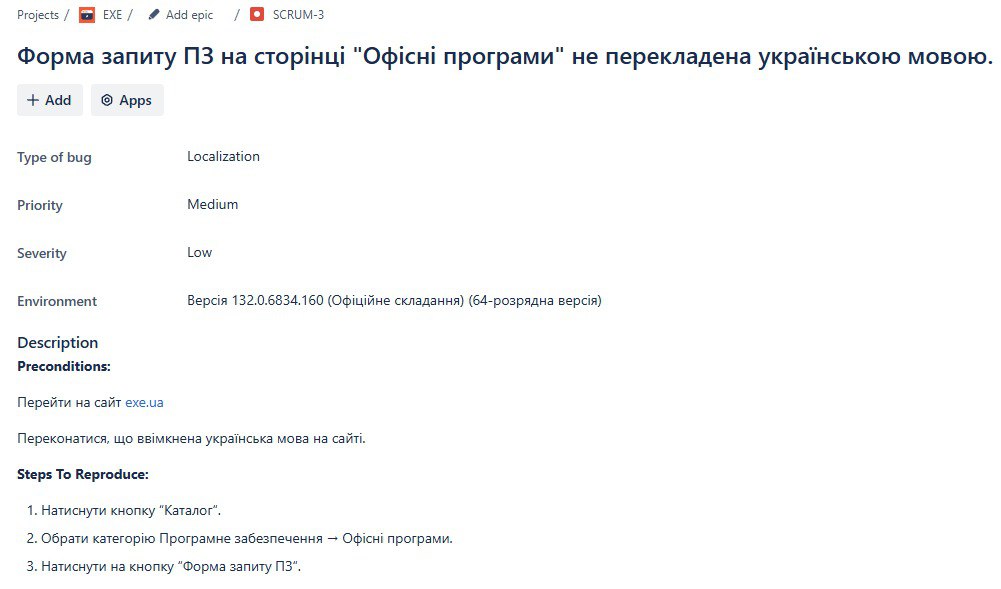 Projects / EXE / Add epic / SCRUM-3
Форма запиту ПЗ на сторінці "Офісні програми" не перекладена українською мовою.
+ Add Apps
Type of bug Localization
Priority Medium
Severity Low
Environment Версія 132.0.6834.160 (Офіційне складання) (64-розрядна версія)
Description
Preconditions:
Перейти на сайт exe.ua
Переконатися, що ввімкнена українська мова на сайті.
Steps To Reproduce:
1. Натиснути кнопку “Каталог”.
2. Обрати категорію Програмне забезпечення → Офісні програми.
3. Натиснути на кнопку “Форма запиту ПЗ”.